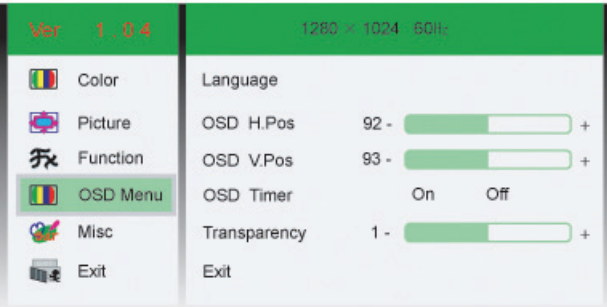 Ver 1.04
1280 × 1024 60Hz
Color
Picture
Function
OSD Menu
Misc
Exit
Language
OSD H.Pos 92 - +
OSD V.Pos 93 - +
OSD Timer On Off
Transparency 1 - +
Exit